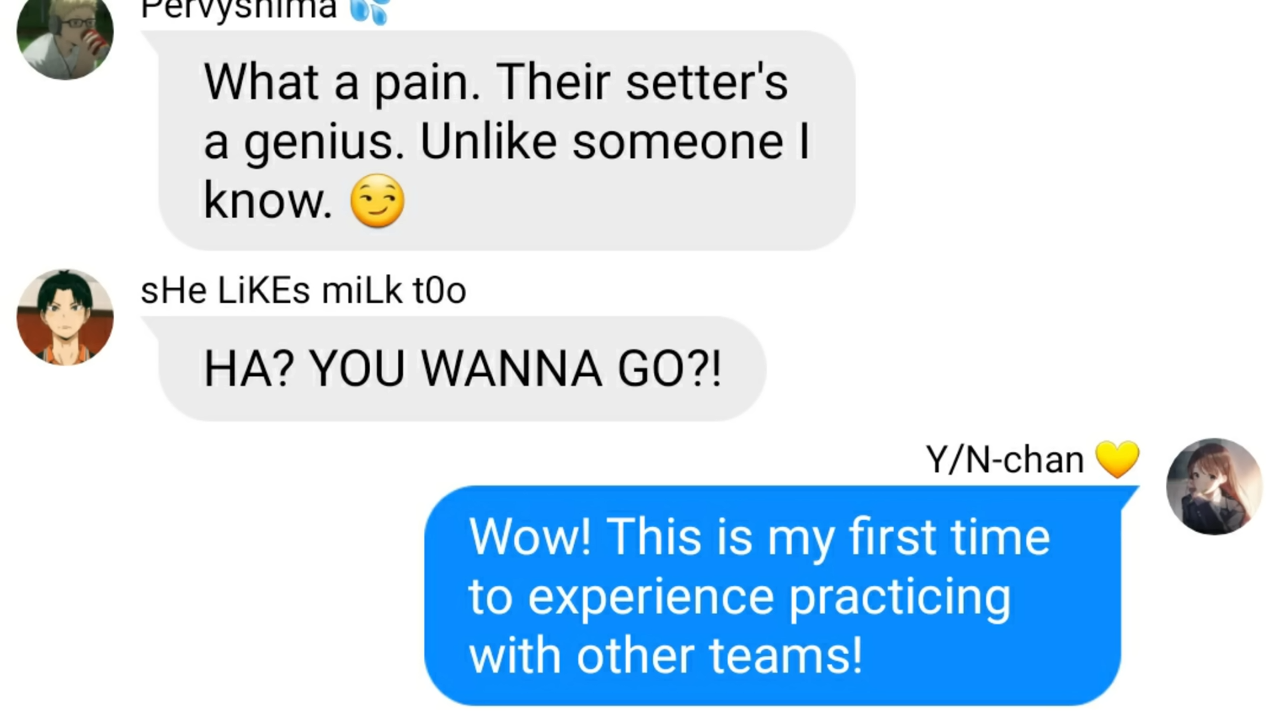 Pervyshima 💦
What a pain. Their setter's
a genius. Unlike someone I
know. 😏
sHe LiKEs miLk t0o
HA? YOU WANNA GO?!
Y/N-chan 💛
Wow! This is my first time
to experience practicing
with other teams!